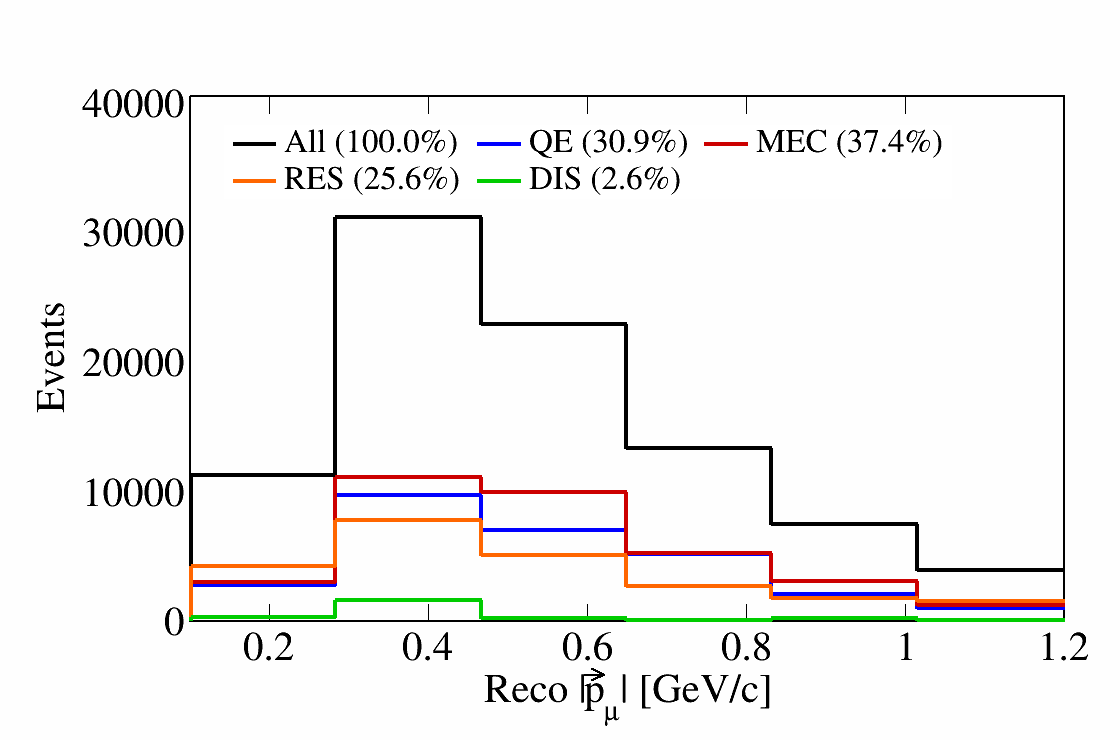 40000
30000
20000
10000
0
Events
All (100.0%) QE (30.9%) MEC (37.4%)
RES (25.6%) DIS (2.6%)
0.2 0.4 0.6 0.8 1 1.2
Reco |p⃗μ| [GeV/c]